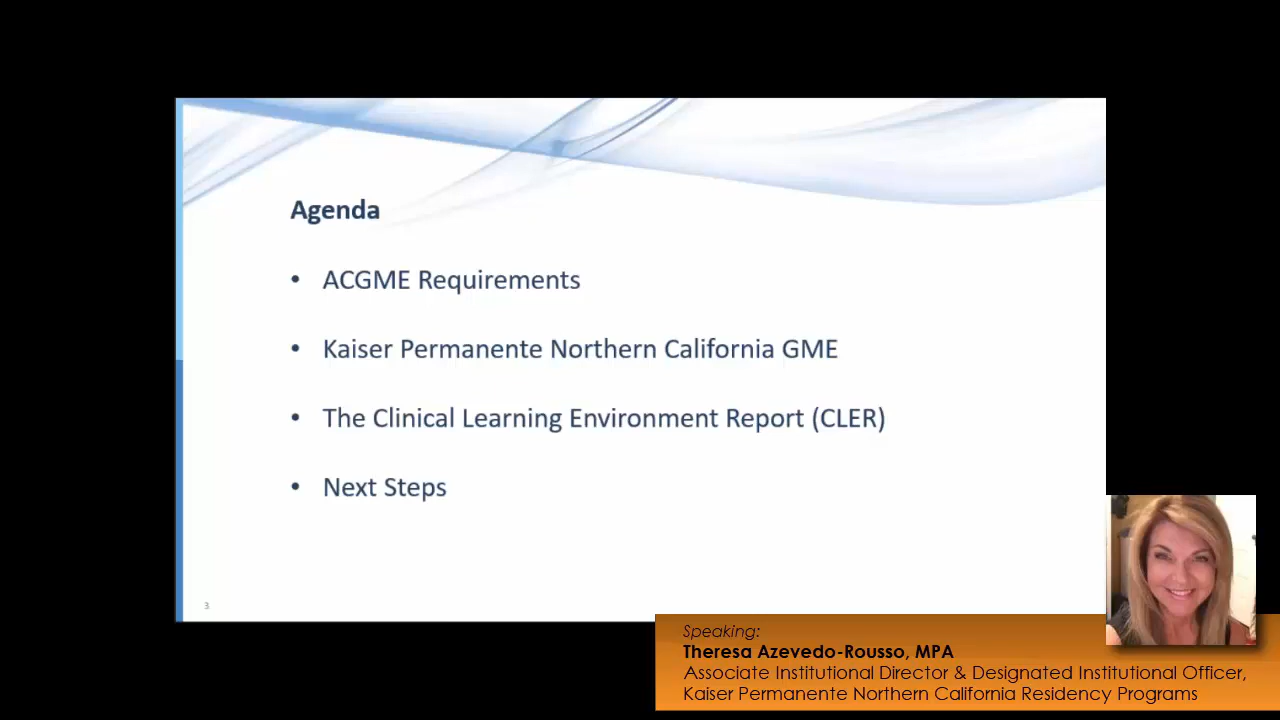 Agenda
• ACGME Requirements
• Kaiser Permanente Northern California GME
• The Clinical Learning Environment Report (CLER)
• Next Steps
3
Speaking:
Theresa Azevedo-Rousso, MPA
Associate Institutional Director & Designated Institutional Officer,
Kaiser Permanente Northern California Residency Programs